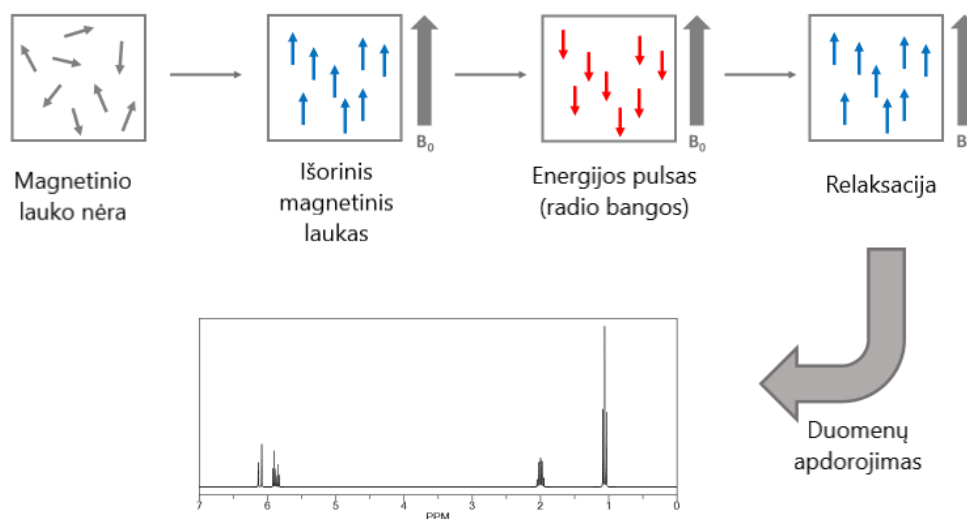 B₀
B₀
B
Magnetinio
lauko nėra
Išorinis
magnetinis
laukas
Energijos pulsas
(radio bangos)
Relaksacija
Duomenų
apdorojimas
7 6 5 4 3 2 1 0
PPM